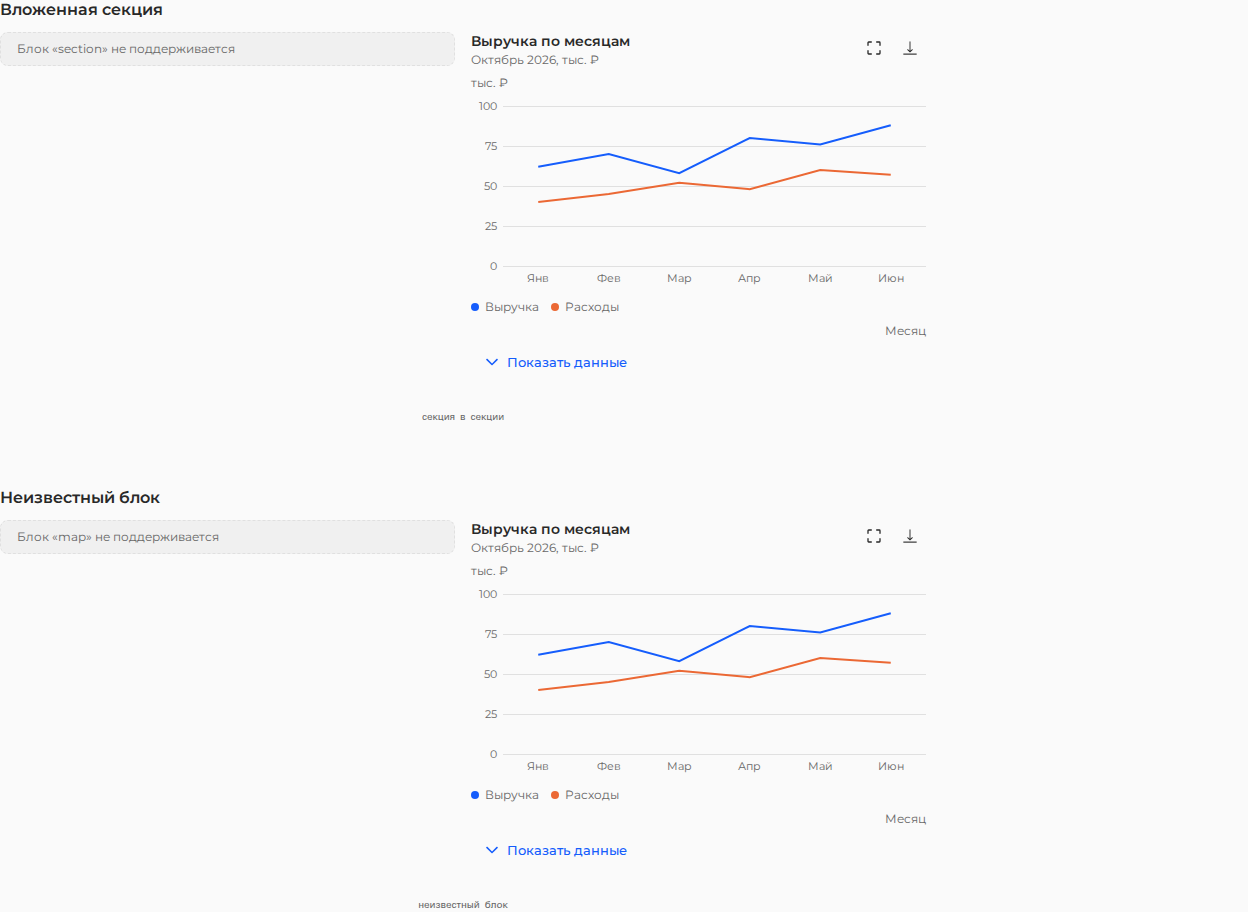 Вложенная секция
Блок «section» не поддерживается
Выручка по месяцам
Октябрь 2026, тыс. ₽
тыс. ₽
100
75
50
25
0
Янв Фев Мар Апр Май Июн
Выручка Расходы
Месяц
Показать данные
секция в секции
Неизвестный блок
Блок «map» не поддерживается
Выручка по месяцам
Октябрь 2026, тыс. ₽
тыс. ₽
100
75
50
25
0
Янв Фев Мар Апр Май Июн
Выручка Расходы
Месяц
Показать данные
неизвестный блок